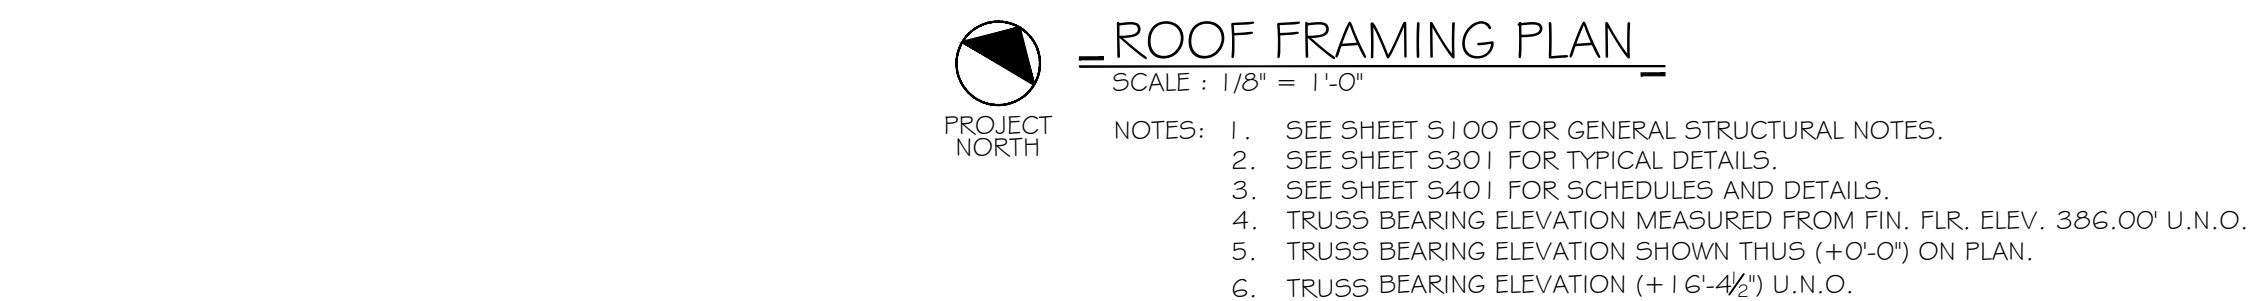 ROOF FRAMING PLAN
SCALE : 1/8" = 1'-0"
PROJECT
NORTH
NOTES: 1. SEE SHEET S100 FOR GENERAL STRUCTURAL NOTES.
2. SEE SHEET S301 FOR TYPICAL DETAILS.
3. SEE SHEET S401 FOR SCHEDULES AND DETAILS.
4. TRUSS BEARING ELEVATION MEASURED FROM FIN. FLR. ELEV. 386.00' U.N.O.
5. TRUSS BEARING ELEVATION SHOWN THUS (+0'-0") ON PLAN.
6. TRUSS BEARING ELEVATION (+16'-4½") U.N.O.